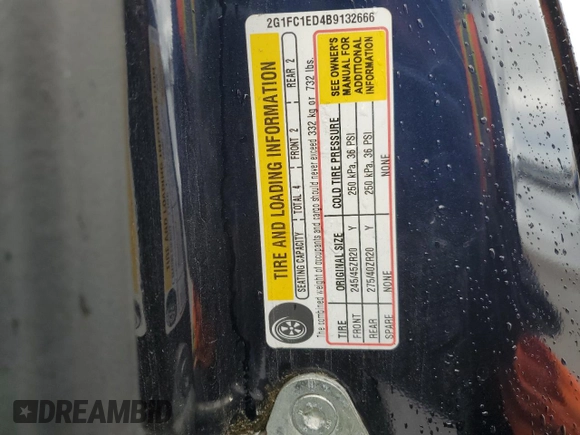 2G1FC1ED4B9132666
TIRE AND LOADING INFORMATION
SEATING CAPACITY TOTAL 4 FRONT 2 REAR 2
The combined weight of occupants and cargo should never exceed 332 kg or 732 lbs.
TIRE ORIGINAL SIZE COLD TIRE PRESSURE
FRONT 245/45ZR20 Y 250 kPa, 36 PSI
REAR 275/40ZR20 Y 250 kPa, 36 PSI
SPARE NONE NONE
SEE OWNER'S
MANUAL FOR
ADDITIONAL
INFORMATION
DREAMBID